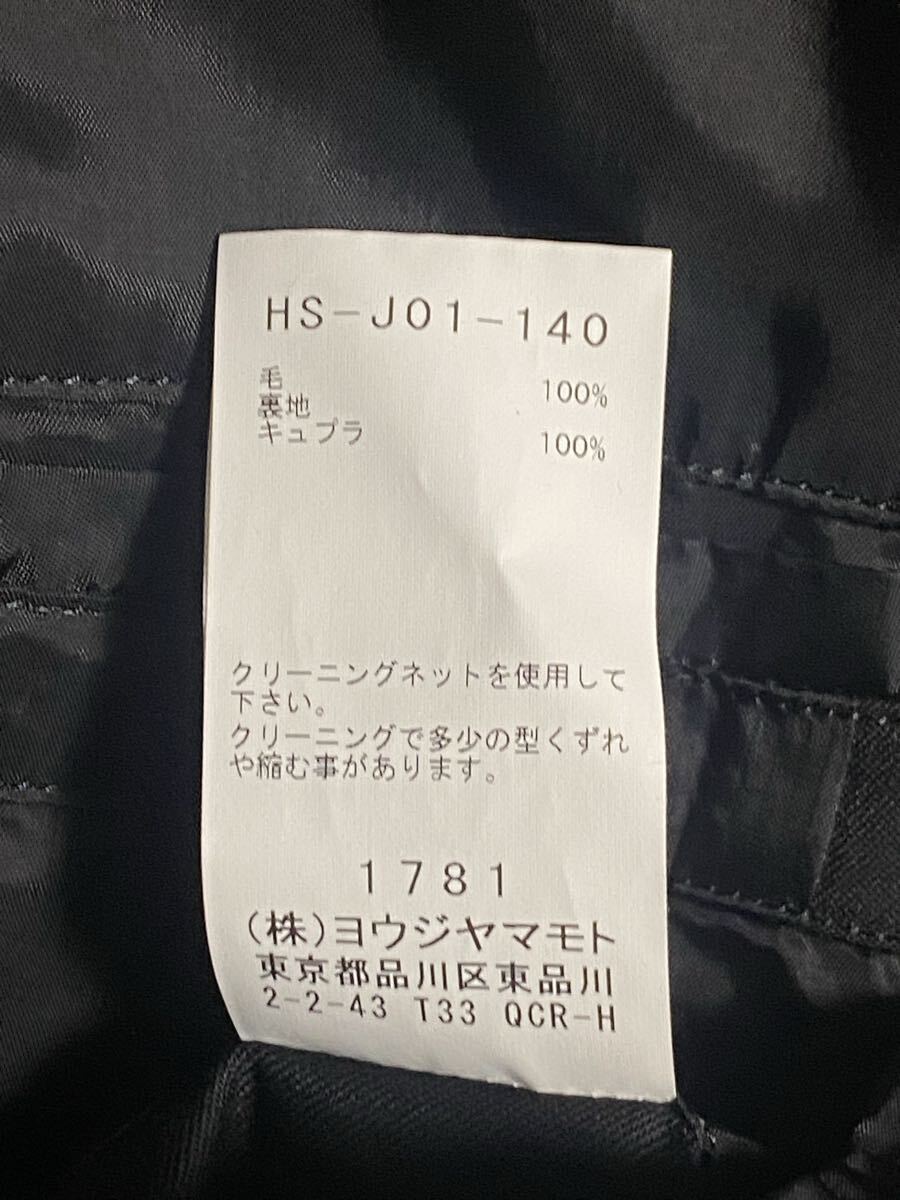 HS-J01-140
毛 100%
裏地
キュプラ 100%
クリーニングネットを使用して
下さい。
クリーニングで多少の型くずれ
や縮む事があります。
1781
(株)ヨウジヤマモト
東京都品川区東品川
2-2-43 T33 QCR-H